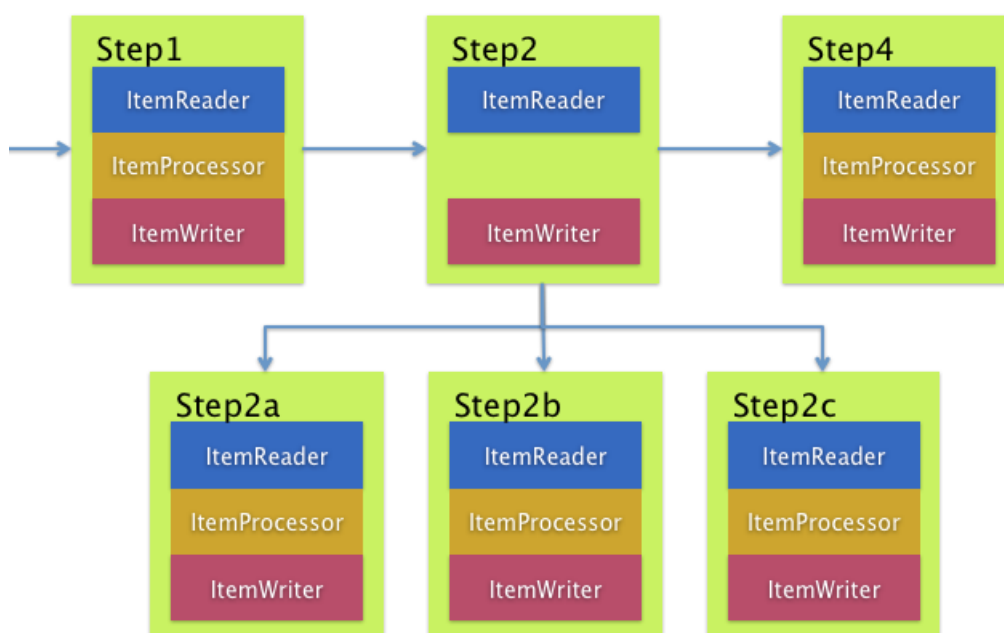 Step1
ItemReader
ItemProcessor
ItemWriter
Step2
ItemReader
ItemWriter
Step4
ItemReader
ItemProcessor
ItemWriter
Step2a
ItemReader
ItemProcessor
ItemWriter
Step2b
ItemReader
ItemProcessor
ItemWriter
Step2c
ItemReader
ItemProcessor
ItemWriter